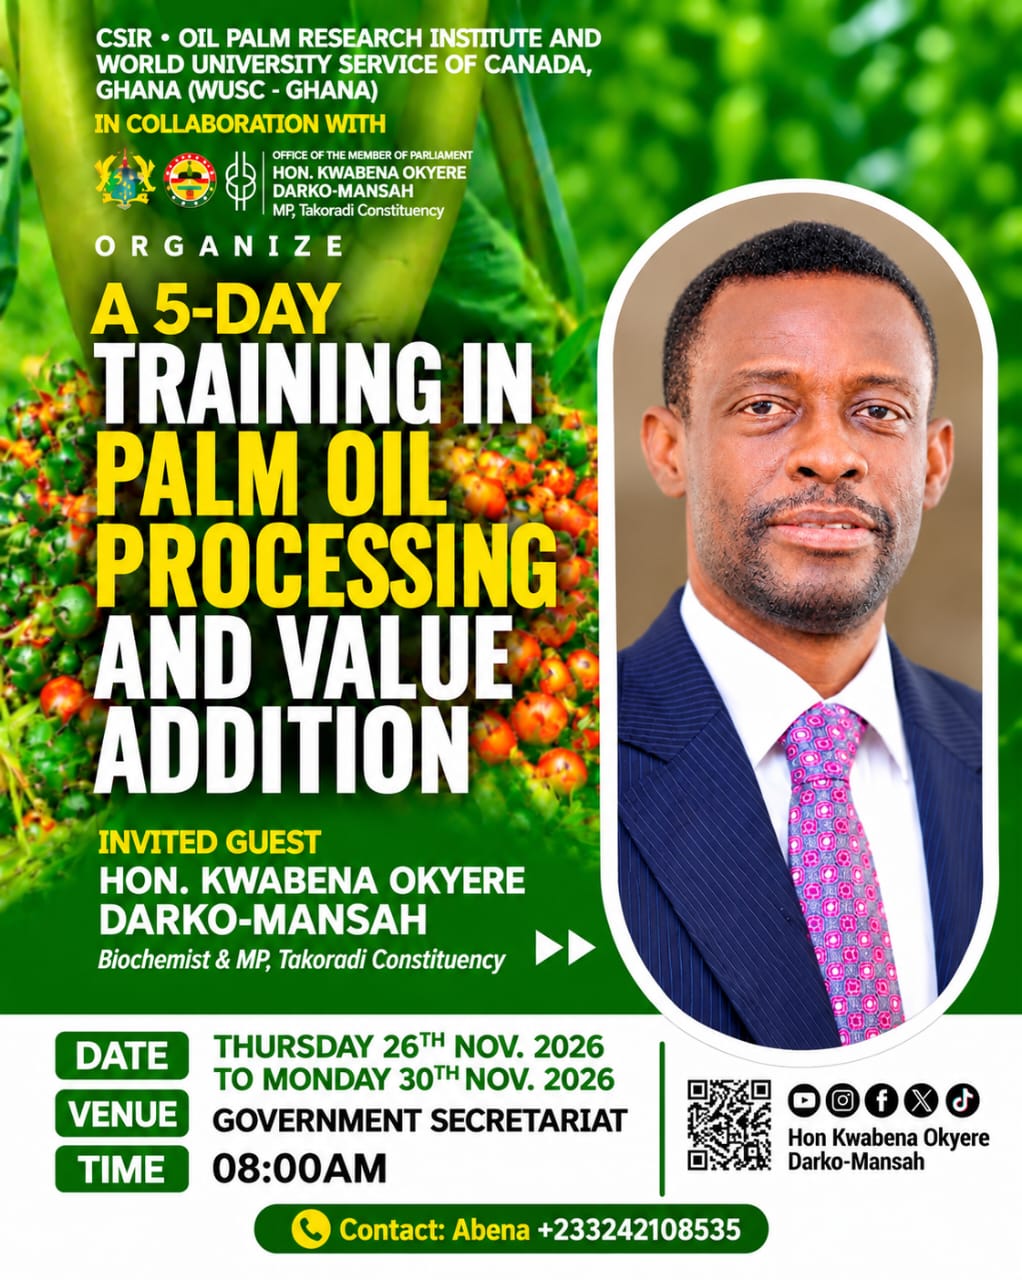 CSIR • OIL PALM RESEARCH INSTITUTE AND
WORLD UNIVERSITY SERVICE OF CANADA,
GHANA (WUSC - GHANA)
IN COLLABORATION WITH
OFFICE OF THE MEMBER OF PARLIAMENT
HON. KWABENA OKYERE
DARKO-MANSAH
MP, Takoradi Constituency
ORGANIZE
A 5-DAY
TRAINING IN
PALM OIL
PROCESSING
AND VALUE
ADDITION
INVITED GUEST
HON. KWABENA OKYERE
DARKO-MANSAH
Biochemist & MP, Takoradi Constituency
DATE
THURSDAY 26TH NOV. 2026
TO MONDAY 30TH NOV. 2026
VENUE
GOVERNMENT SECRETARIAT
TIME
08:00AM
Hon Kwabena Okyere
Darko-Mansah
Contact: Abena +233242108535